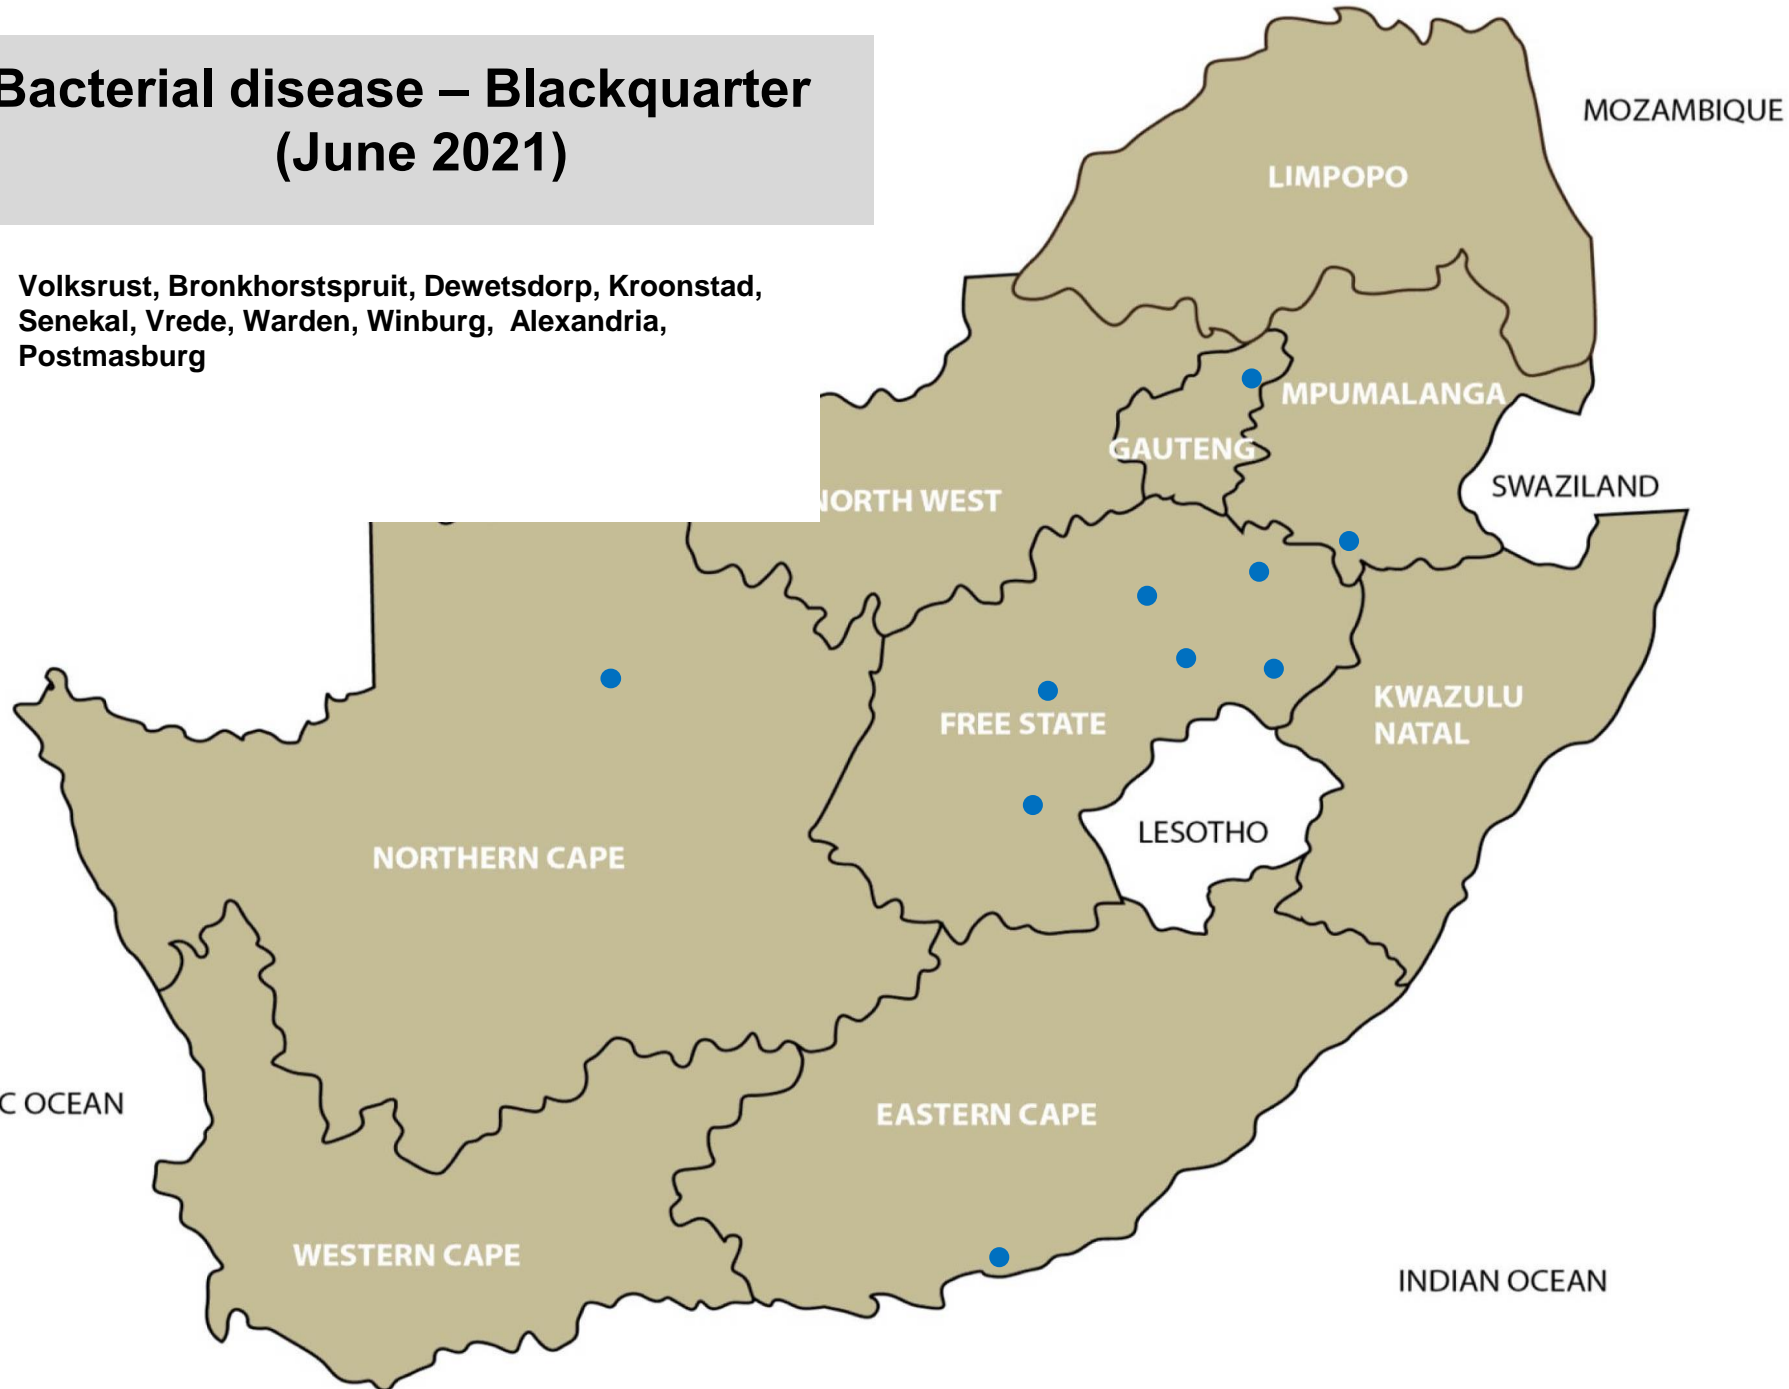 Bacterial disease – Blackquarter
(June 2021)
MOZAMBIQUE
LIMPOPO
Volksrust, Bronkhorstspruit, Dewetsdorp, Kroonstad,
Senekal, Vrede, Warden, Winburg, Alexandria,
Postmasburg
MPUMALANGA
GAUTENG
SWAZILAND
NORTH WEST
KWAZULU
NATAL
FREE STATE
LESOTHO
NORTHERN CAPE
C OCEAN
EASTERN CAPE
WESTERN CAPE
INDIAN OCEAN